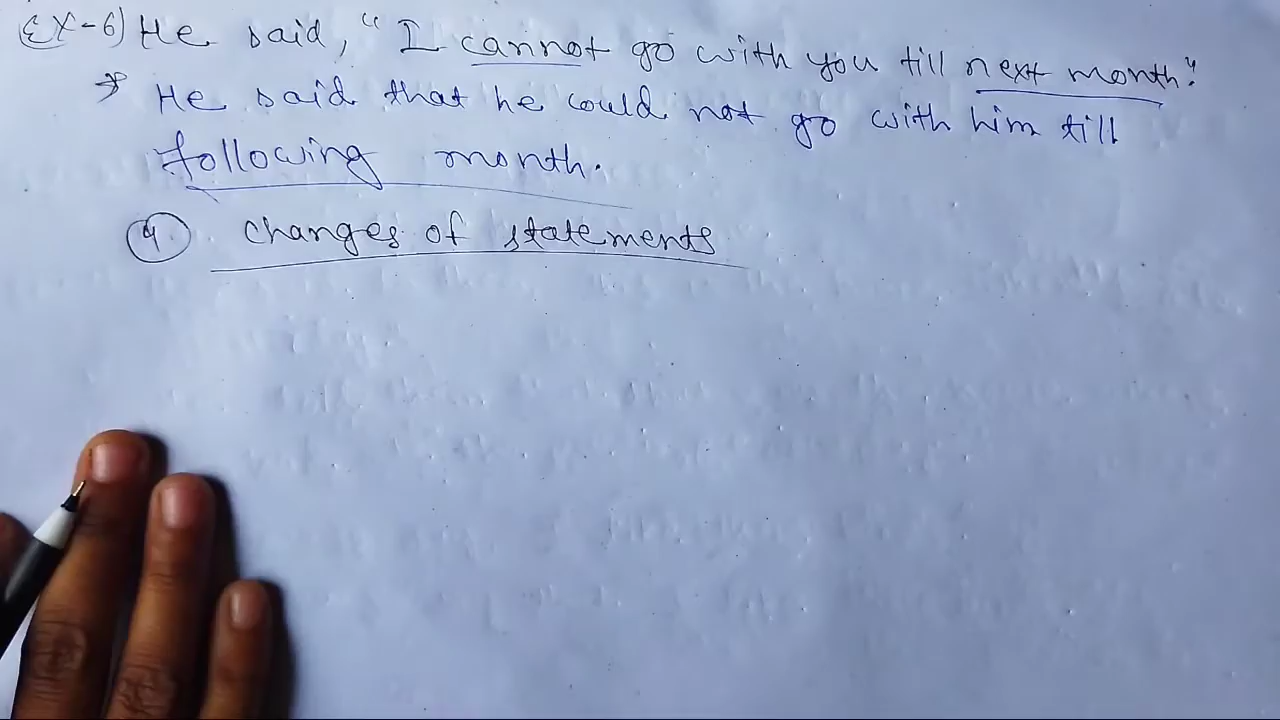 Ex-6) He said, "I cannot go with you till next month."
* He said that he could not go with him till
following month.
4. Changes of statements